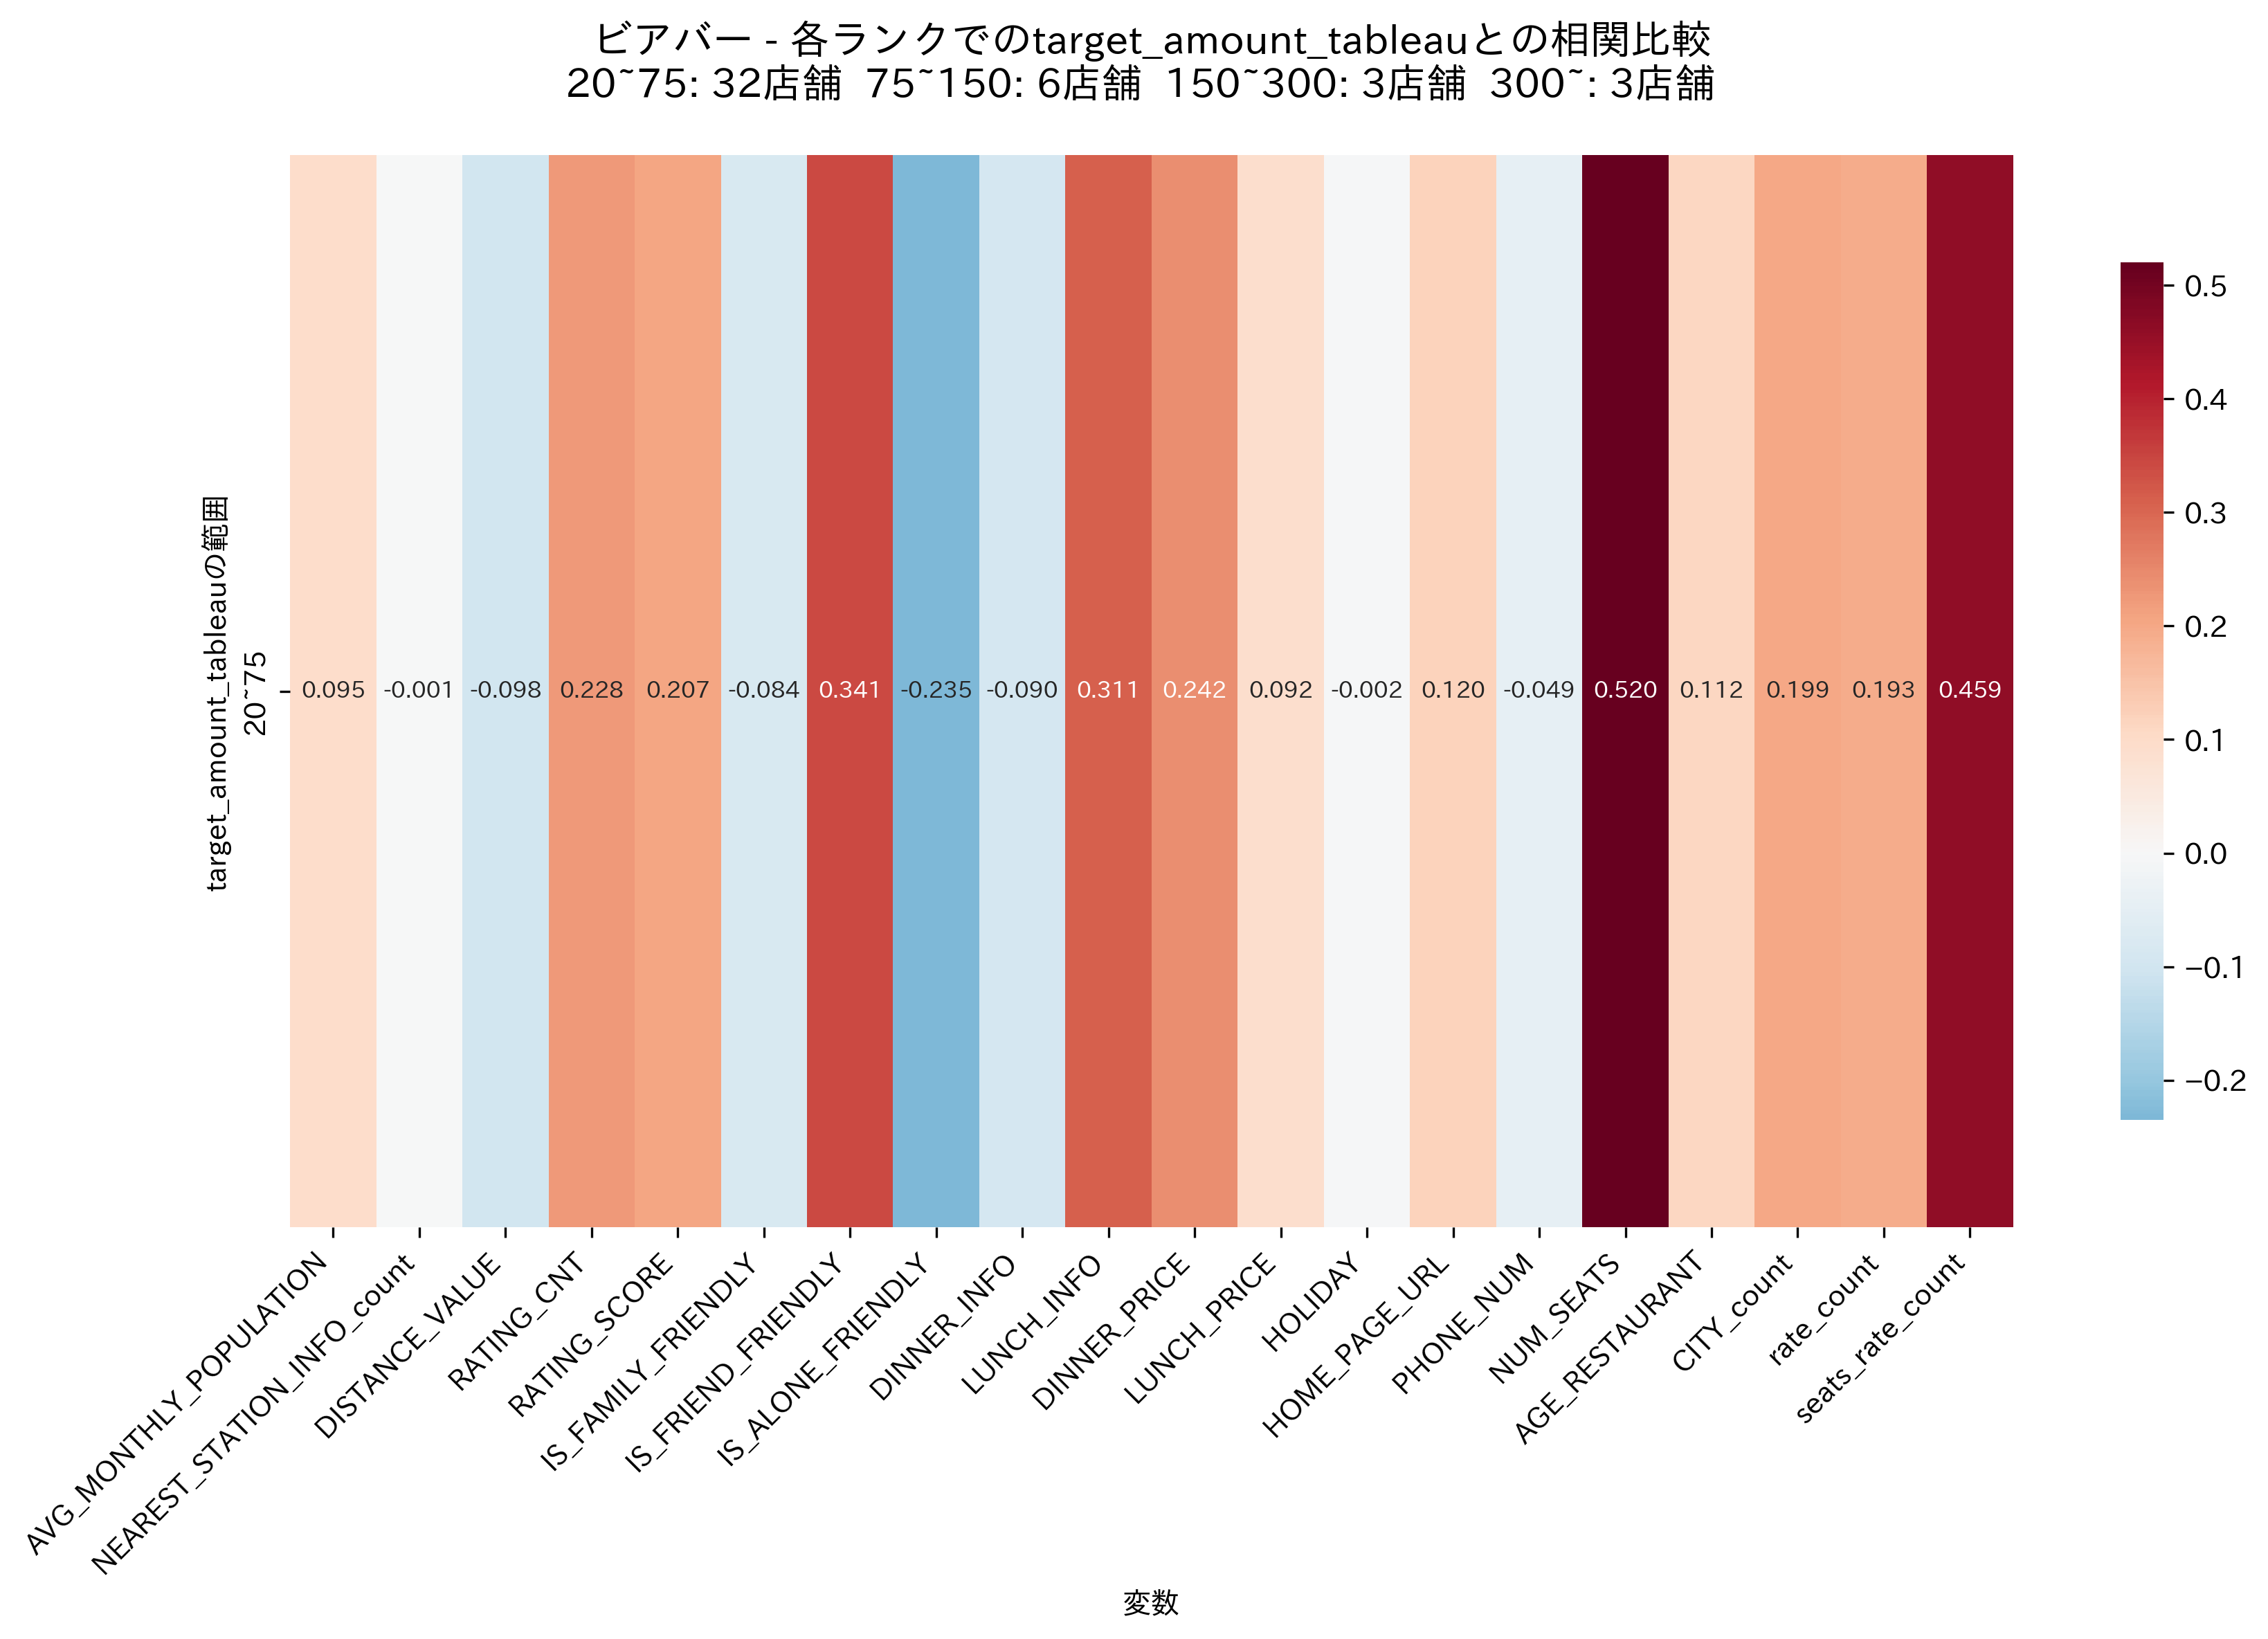 ビアバー - 各ランクでのtarget_amount_tableauとの相関比較
20~75: 32店舗  75~150: 6店舗  150~300: 3店舗  300~: 3店舗
target_amount_tableauの範囲
20~75
0.095 -0.001 -0.098 0.228 0.207 -0.084 0.341 -0.235 -0.090 0.311 0.242 0.092 -0.002 0.120 -0.049 0.520 0.112 0.199 0.193 0.459
AVG_MONTHLY_POPULATION
NEAREST_STATION_INFO_count
DISTANCE_VALUE
RATING_CNT
RATING_SCORE
IS_FAMILY_FRIENDLY
IS_FRIEND_FRIENDLY
IS_ALONE_FRIENDLY
DINNER_INFO
LUNCH_INFO
DINNER_PRICE
LUNCH_PRICE
HOLIDAY
HOME_PAGE_URL
PHONE_NUM
NUM_SEATS
AGE_RESTAURANT
CITY_count
rate_count
seats_rate_count
変数
0.5
0.4
0.3
0.2
0.1
0.0
−0.1
−0.2